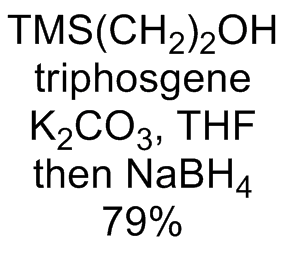 TMS(CH₂)₂OH
triphosgene
K₂CO₃, THF
then NaBH₄
79%